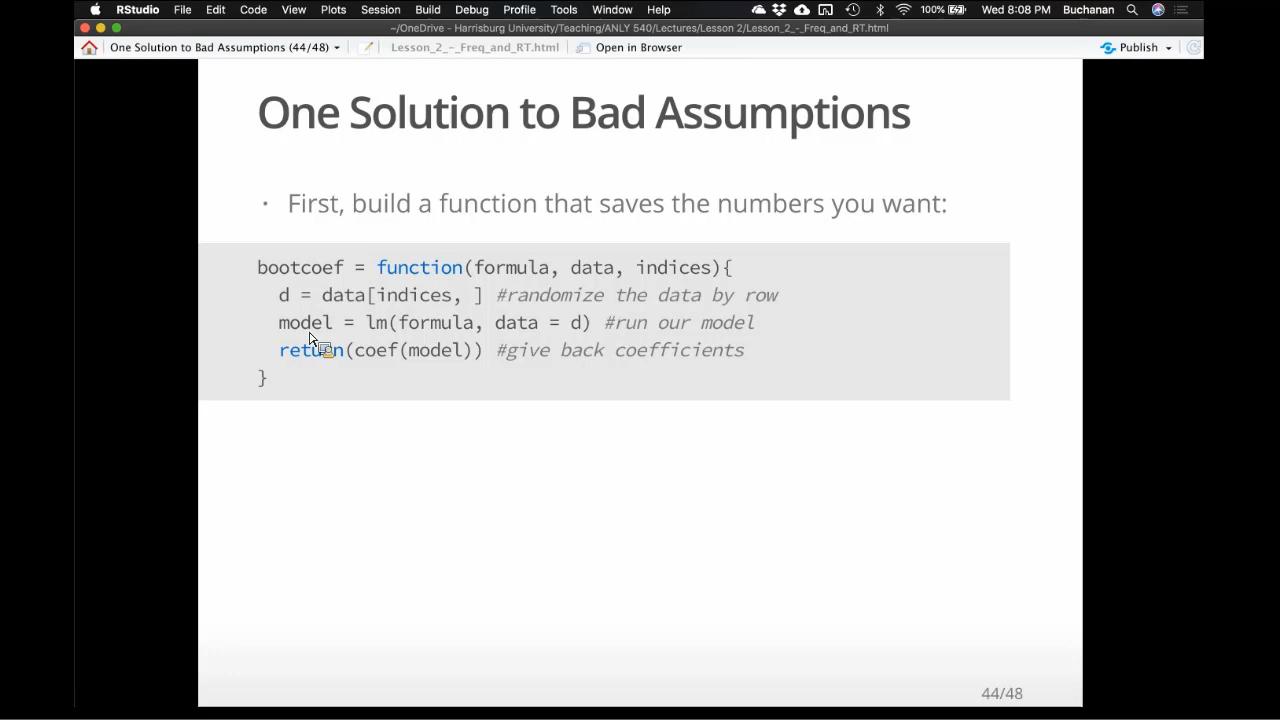 RStudio File Edit Code View Plots Session Build Debug Profile Tools Window Help 100% Wed 8:08 PM Buchanan
~/OneDrive - Harrisburg University/Teaching/ANLY 540/Lectures/Lesson 2/Lesson_2_-_Freq_and_RT.html
One Solution to Bad Assumptions (44/48) Lesson_2_-_Freq_and_RT.html Open in Browser Publish
One Solution to Bad Assumptions
· First, build a function that saves the numbers you want:
bootcoef = function(formula, data, indices){
d = data[indices, ] #randomize the data by row
model = lm(formula, data = d) #run our model
return(coef(model)) #give back coefficients
}
44/48